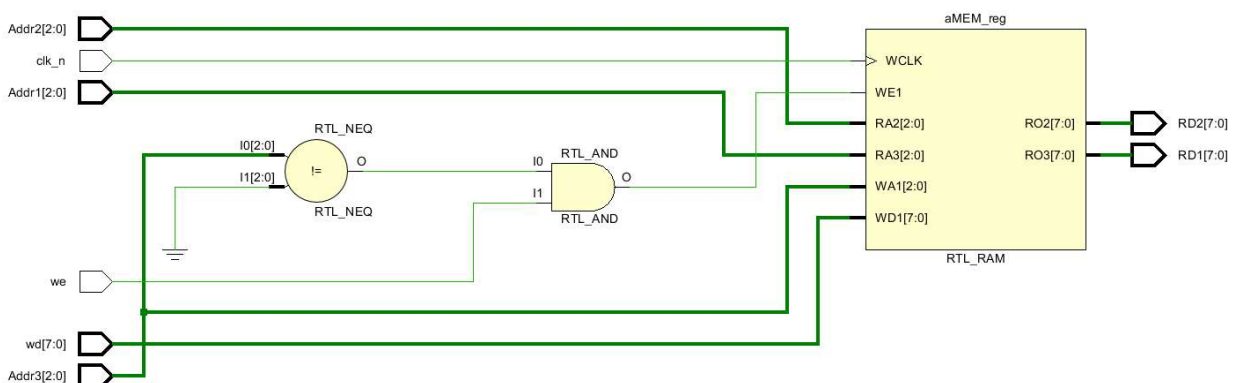 aMEM_reg
Addr2[2:0]
clk_n
WCLK
Addr1[2:0]
WE1
RTL_NEQ
RA2[2:0]
RO2[7:0]
RD2[7:0]
I0[2:0]
O
!=
I1[2:0]
RTL_NEQ
RTL_AND
I0
O
I1
RTL_AND
RA3[2:0]
RO3[7:0]
RD1[7:0]
WA1[2:0]
WD1[7:0]
RTL_RAM
we
wd[7:0]
Addr3[2:0]